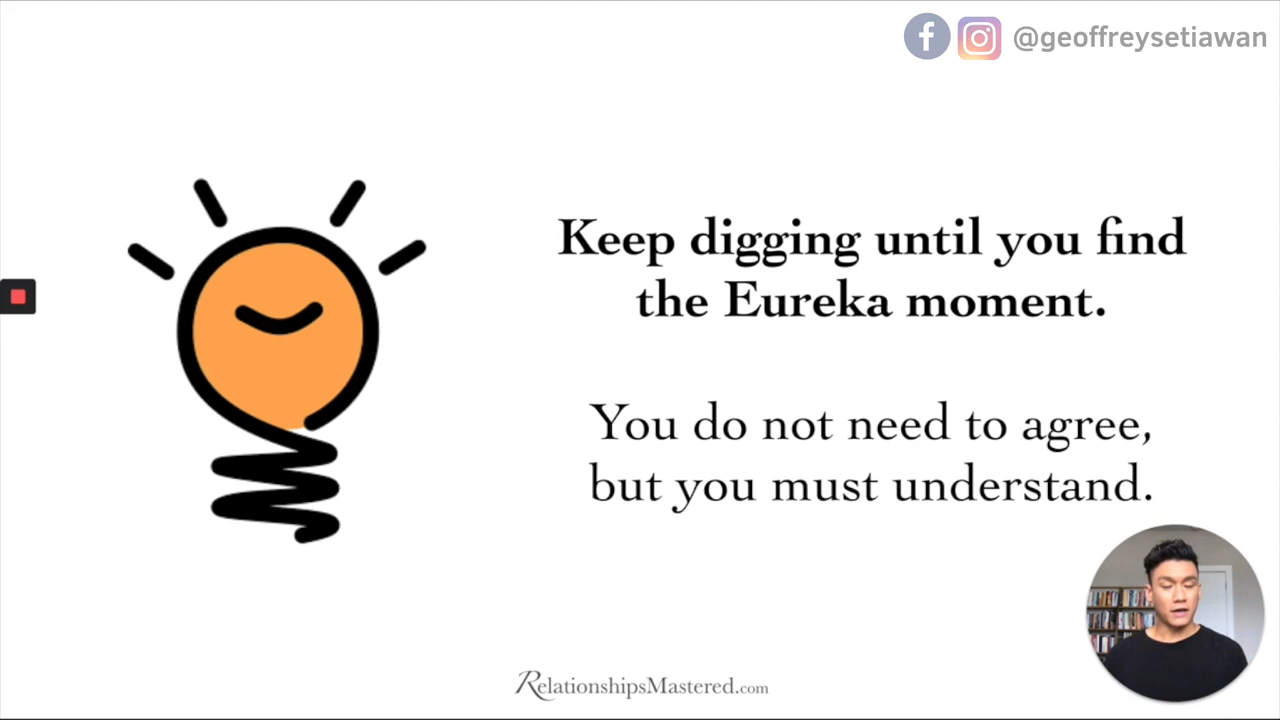 @geoffreysetiawan
Keep digging until you find
the Eureka moment.
You do not need to agree,
but you must understand.
RelationshipsMastered.com